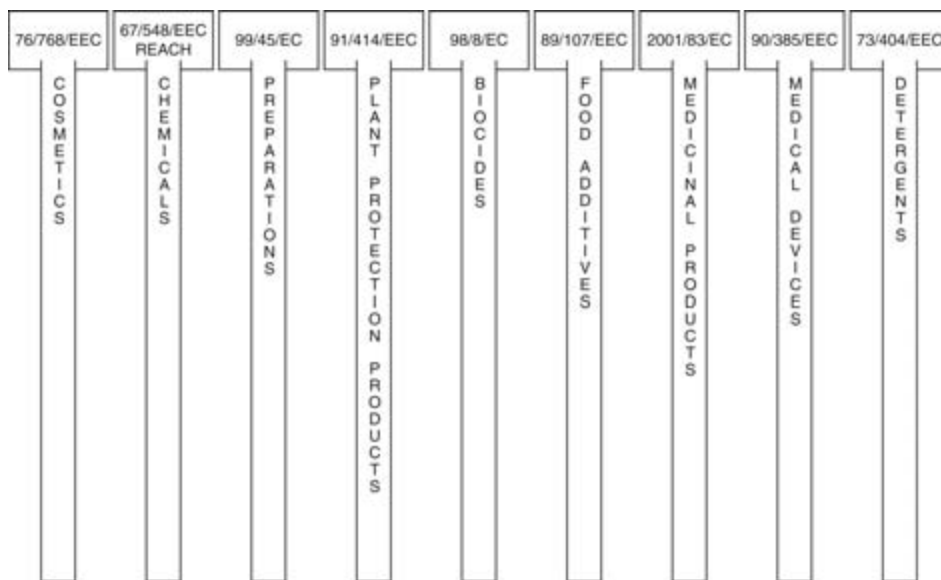 76/768/EEC
67/548/EEC
REACH
99/45/EC
91/414/EEC
98/8/EC
89/107/EEC
2001/83/EC
90/385/EEC
73/404/EEC
COSMETICS
CHEMICALS
PREPARATIONS
PLANT PROTECTION PRODUCTS
BIOCIDES
FOOD ADDITIVES
MEDICINAL PRODUCTS
MEDICAL DEVICES
DETERGENTS